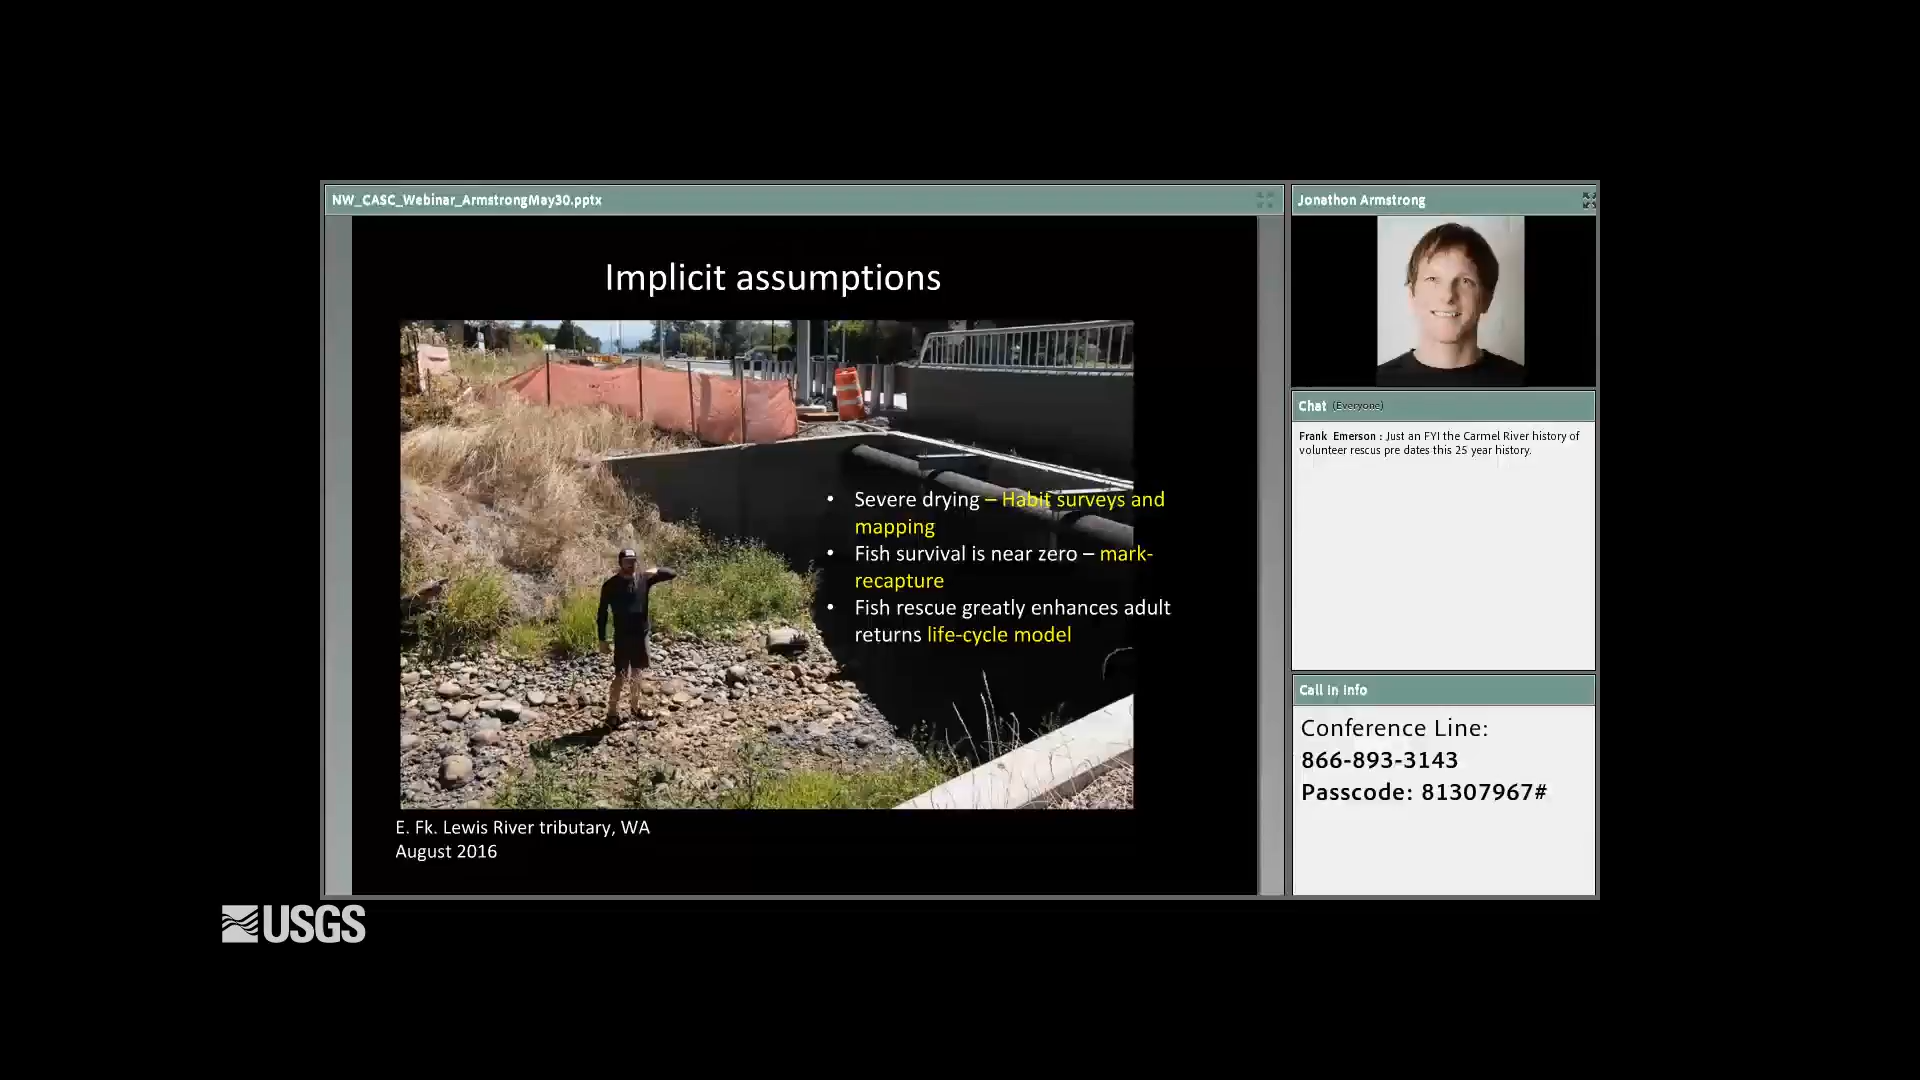 NW_CASC_Webinar_ArmstrongMay30.pptx
Implicit assumptions
• Severe drying – Habit surveys and
mapping
• Fish survival is near zero – mark-
recapture
• Fish rescue greatly enhances adult
returns life-cycle model
E. Fk. Lewis River tributary, WA
August 2016
Jonathon Armstrong
Chat (Everyone)
Frank Emerson : Just an FYI the Carmel River history of
volunteer rescus pre dates this 25 year history.
Call in Info
Conference Line:
866-893-3143
Passcode: 81307967#
USGS